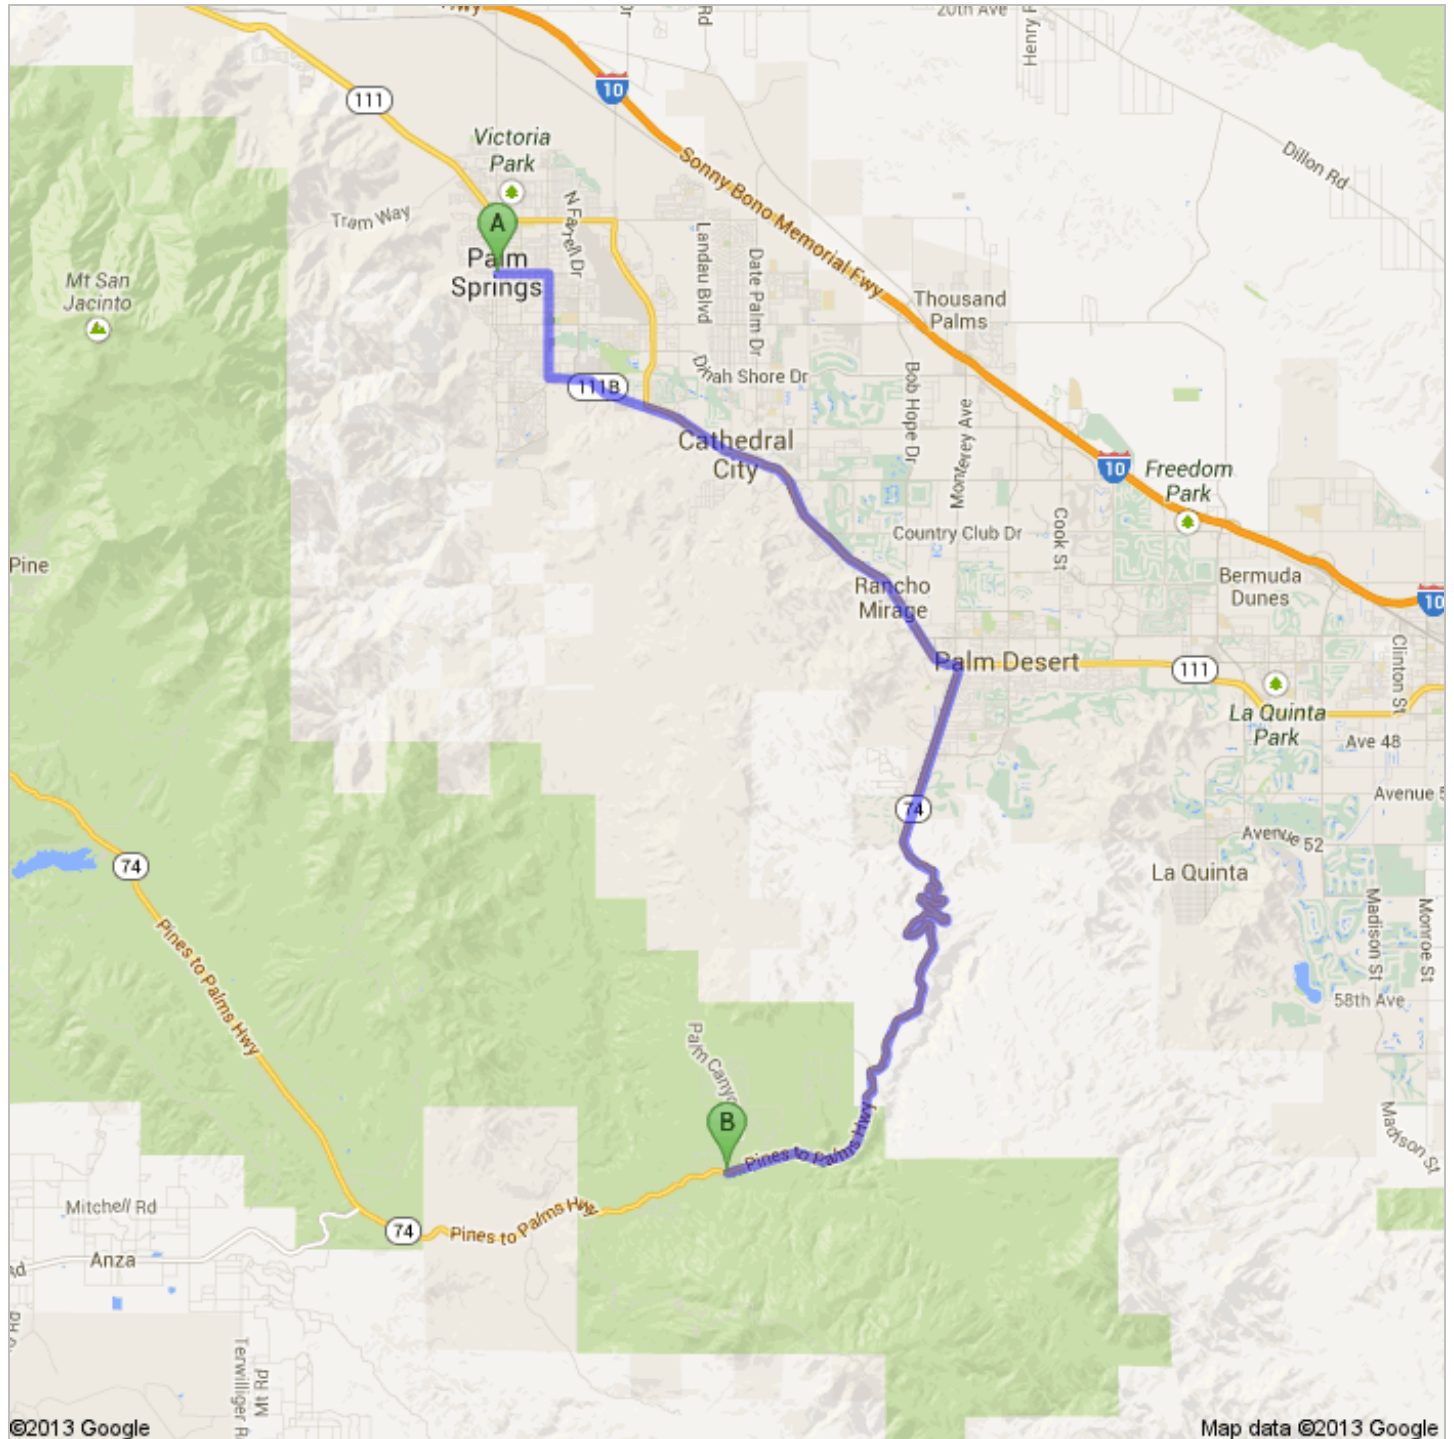 20th Ave
Rd
10
111
Victoria
Park
Sonny Bono Memorial Fwy
Dillon Rd
Tram Way
A
N Farrell Dr
Landau Blvd
Date Palm Dr
Palm
Springs
Mt San
Jacinto
Thousand
Palms
Dinah Shore Dr
111B
Bob Hope Dr
Monterey Ave
Cathedral
City
10
Freedom
Park
Cook St
Country Club Dr
Pine
Bermuda
Dunes
10
Rancho
Mirage
Palm Desert
111
Clinton St
La Quinta
Park
Ave 48
Avenue 5
74
Avenue 52
74
La Quinta
Madison St
Monroe St
Pines to Palms Hwy
58th Ave
Palm Canyo
B
Pines to Palms Hwy
Madison St
Mitchell Rd
74
Pines to Palms Hwy
Anza
Rd
Terwilliger R
©2013 Google
Map data ©2013 Google